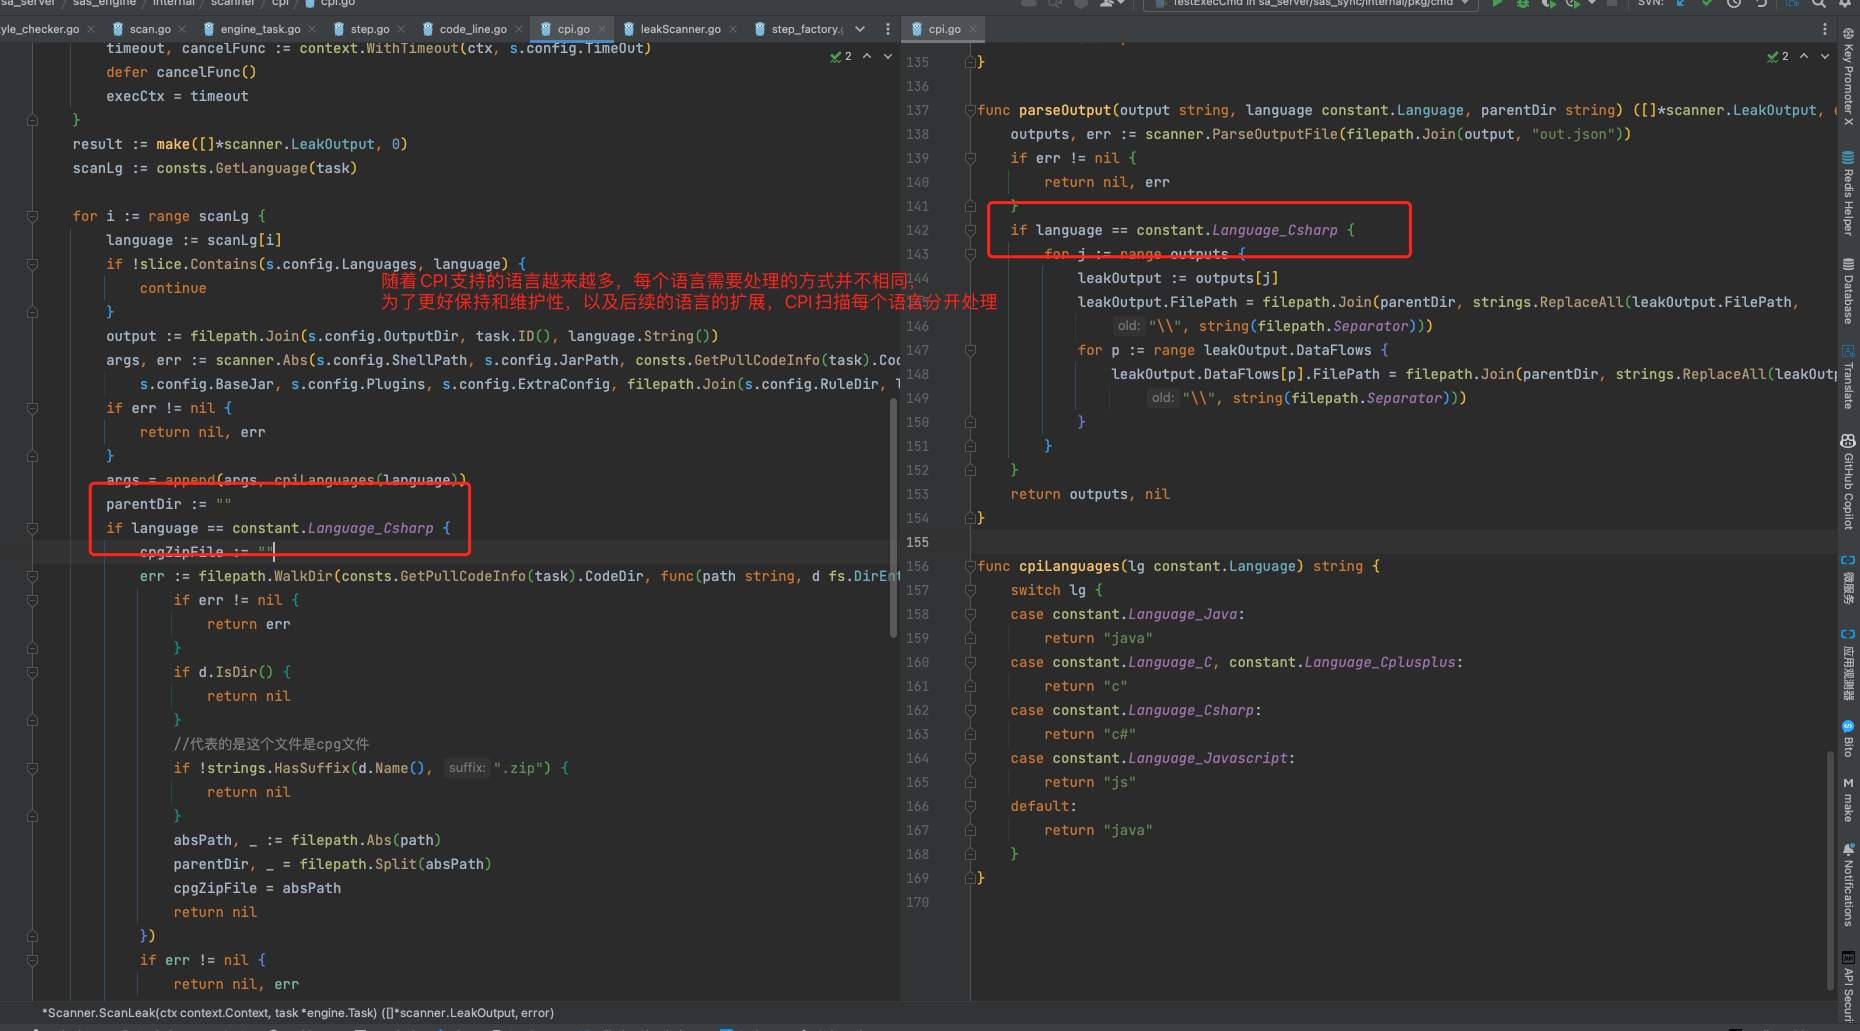 sa_server / sas_engine / internal / scanner / cpi / cpi.go
TestExecCmd in sa_server/sas_sync/internal/pkg/cmd
SVN:
yle_checker.go
scan.go
engine_task.go
step.go
code_line.go
cpi.go
leakScanner.go
step_factory.g
cpi.go
2
timeout, cancelFunc := context.WithTimeout(ctx, s.config.TimeOut)
defer cancelFunc()
execCtx = timeout
}
result := make([]*scanner.LeakOutput, 0)
scanLg := consts.GetLanguage(task)
for i := range scanLg {
language := scanLg[i]
if !slice.Contains(s.config.Languages, language) {
continue
}
随着CPI支持的语言越来越多，每个语言需要处理的方式并不相同，
为了更好保持和维护性，以及后续的语言的扩展，CPI扫描每个语言分开处理
output := filepath.Join(s.config.OutputDir, task.ID(), language.String())
args, err := scanner.Abs(s.config.ShellPath, s.config.JarPath, consts.GetPullCodeInfo(task).Cod
s.config.BaseJar, s.config.Plugins, s.config.ExtraConfig, filepath.Join(s.config.RuleDir, l
if err != nil {
return nil, err
}
args = append(args, cpiLanguages(language))
parentDir := ""
if language == constant.Language_Csharp {
cpgZipFile := ""
err := filepath.WalkDir(consts.GetPullCodeInfo(task).CodeDir, func(path string, d fs.DirEnt
if err != nil {
return err
}
if d.IsDir() {
return nil
}
//代表的是这个文件是cpg文件
if !strings.HasSuffix(d.Name(), suffix: ".zip") {
return nil
}
absPath, _ := filepath.Abs(path)
parentDir, _ = filepath.Split(absPath)
cpgZipFile = absPath
return nil
})
if err != nil {
return nil, err
*Scanner.ScanLeak(ctx context.Context, task *engine.Task) ([]*scanner.LeakOutput, error)
2
135 }
136
137 func parseOutput(output string, language constant.Language, parentDir string) ([]*scanner.LeakOutput,
138 outputs, err := scanner.ParseOutputFile(filepath.Join(output, "out.json"))
139 if err != nil {
140 return nil, err
141 }
142 if language == constant.Language_Csharp {
143 for j := range outputs {
144 leakOutput := outputs[j]
leakOutput.FilePath = filepath.Join(parentDir, strings.ReplaceAll(leakOutput.FilePath,
146 old: "\\", string(filepath.Separator)))
147 for p := range leakOutput.DataFlows {
148 leakOutput.DataFlows[p].FilePath = filepath.Join(parentDir, strings.ReplaceAll(leakOutp
149 old: "\\", string(filepath.Separator)))
150 }
151 }
152 }
153 return outputs, nil
154 }
155
156 func cpiLanguages(lg constant.Language) string {
157 switch lg {
158 case constant.Language_Java:
159 return "java"
160 case constant.Language_C, constant.Language_Cplusplus:
161 return "c"
162 case constant.Language_Csharp:
163 return "c#"
164 case constant.Language_Javascript:
165 return "js"
166 default:
167 return "java"
168 }
169 }
170
Key Promoter X
Redis Helper
Database
Translate
GitHub Copilot
微服务
应用观测器
Bito
make
Notifications
API Securi